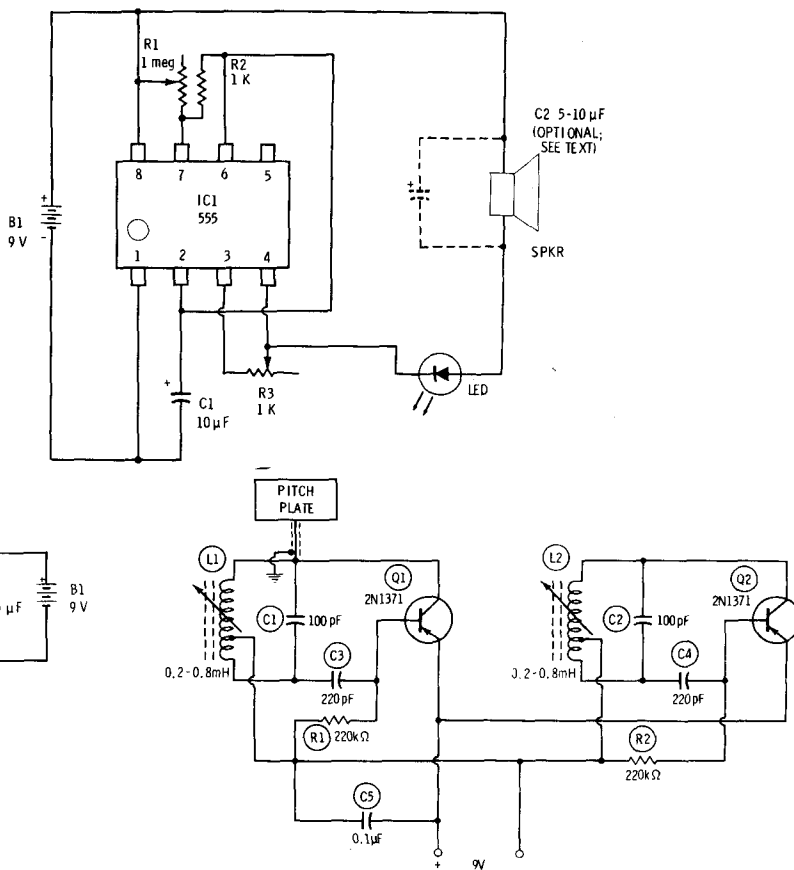 R1
1 meg
R2
1 K
C2 5-10 µF
(OPTIONAL;
SEE TEXT)
8 7 6 5
+
IC1
555
B1
9 V
+
-
SPKR
1 2 3 4
+
C1
10 µF
R3
1 K
LED
PITCH
PLATE
L1
Q1
2N1371
L2
Q2
2N1371
+
B1
9 V
µF
C1
100 pF
C2
100 pF
C3
220 pF
C4
220 pF
0.2-0.8mH
0.2-0.8mH
R1
220kΩ
R2
220kΩ
C5
0.1µF
+
9V